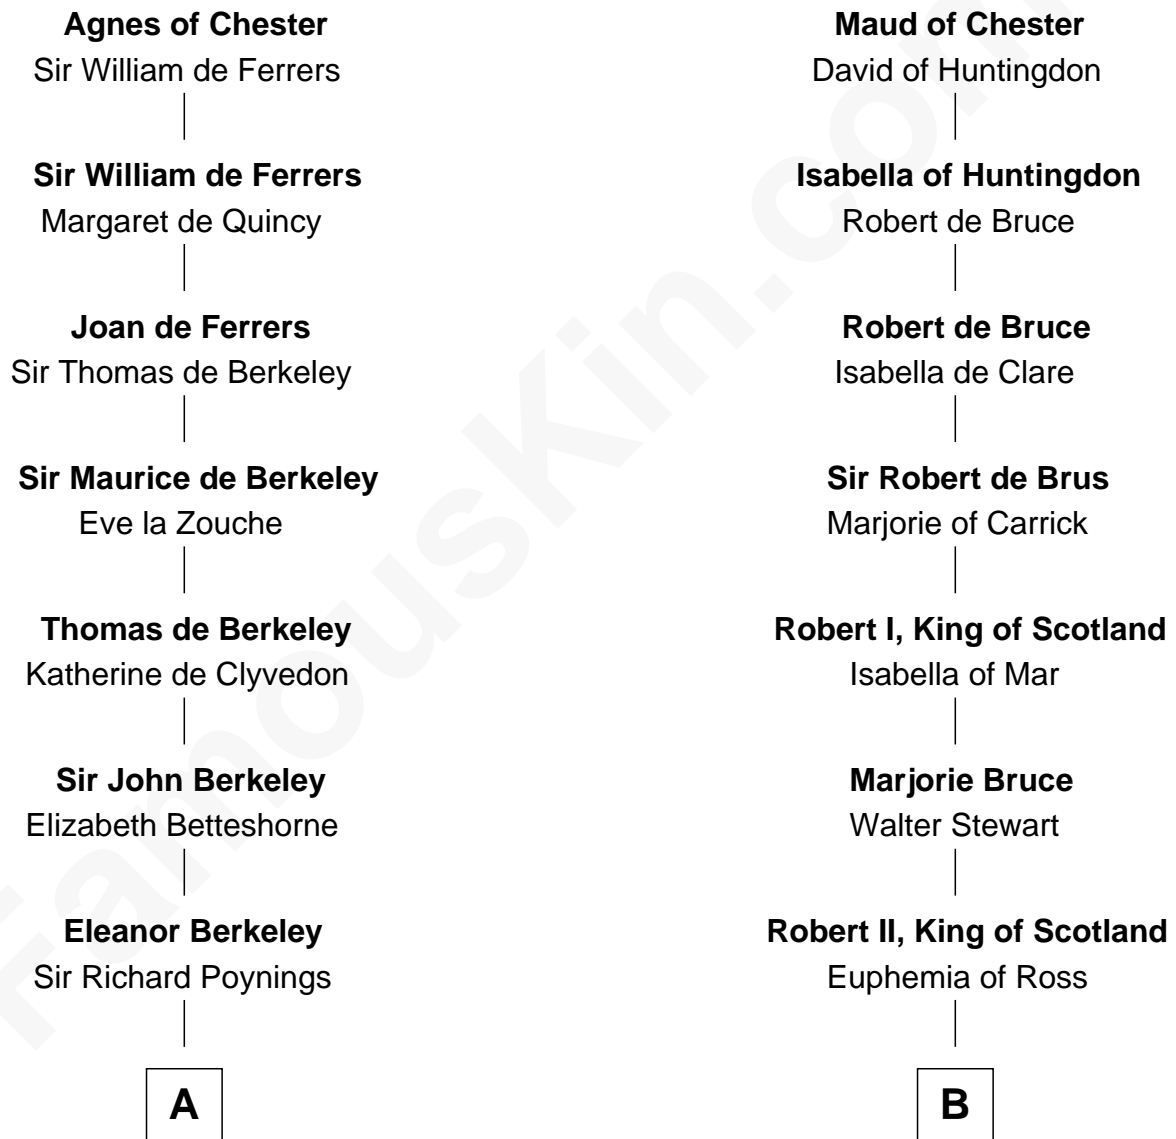 Agnes of Chester
Sir William de Ferrers
Sir William de Ferrers
Margaret de Quincy
Joan de Ferrers
Sir Thomas de Berkeley
Sir Maurice de Berkeley
Eve la Zouche
Thomas de Berkeley
Katherine de Clyvedon
Sir John Berkeley
Elizabeth Betteshorne
Eleanor Berkeley
Sir Richard Poynings
A
Maud of Chester
David of Huntingdon
Isabella of Huntingdon
Robert de Bruce
Robert de Bruce
Isabella de Clare
Sir Robert de Brus
Marjorie of Carrick
Robert I, King of Scotland
Isabella of Mar
Marjorie Bruce
Walter Stewart
Robert II, King of Scotland
Euphemia of Ross
B
FamousKin.com